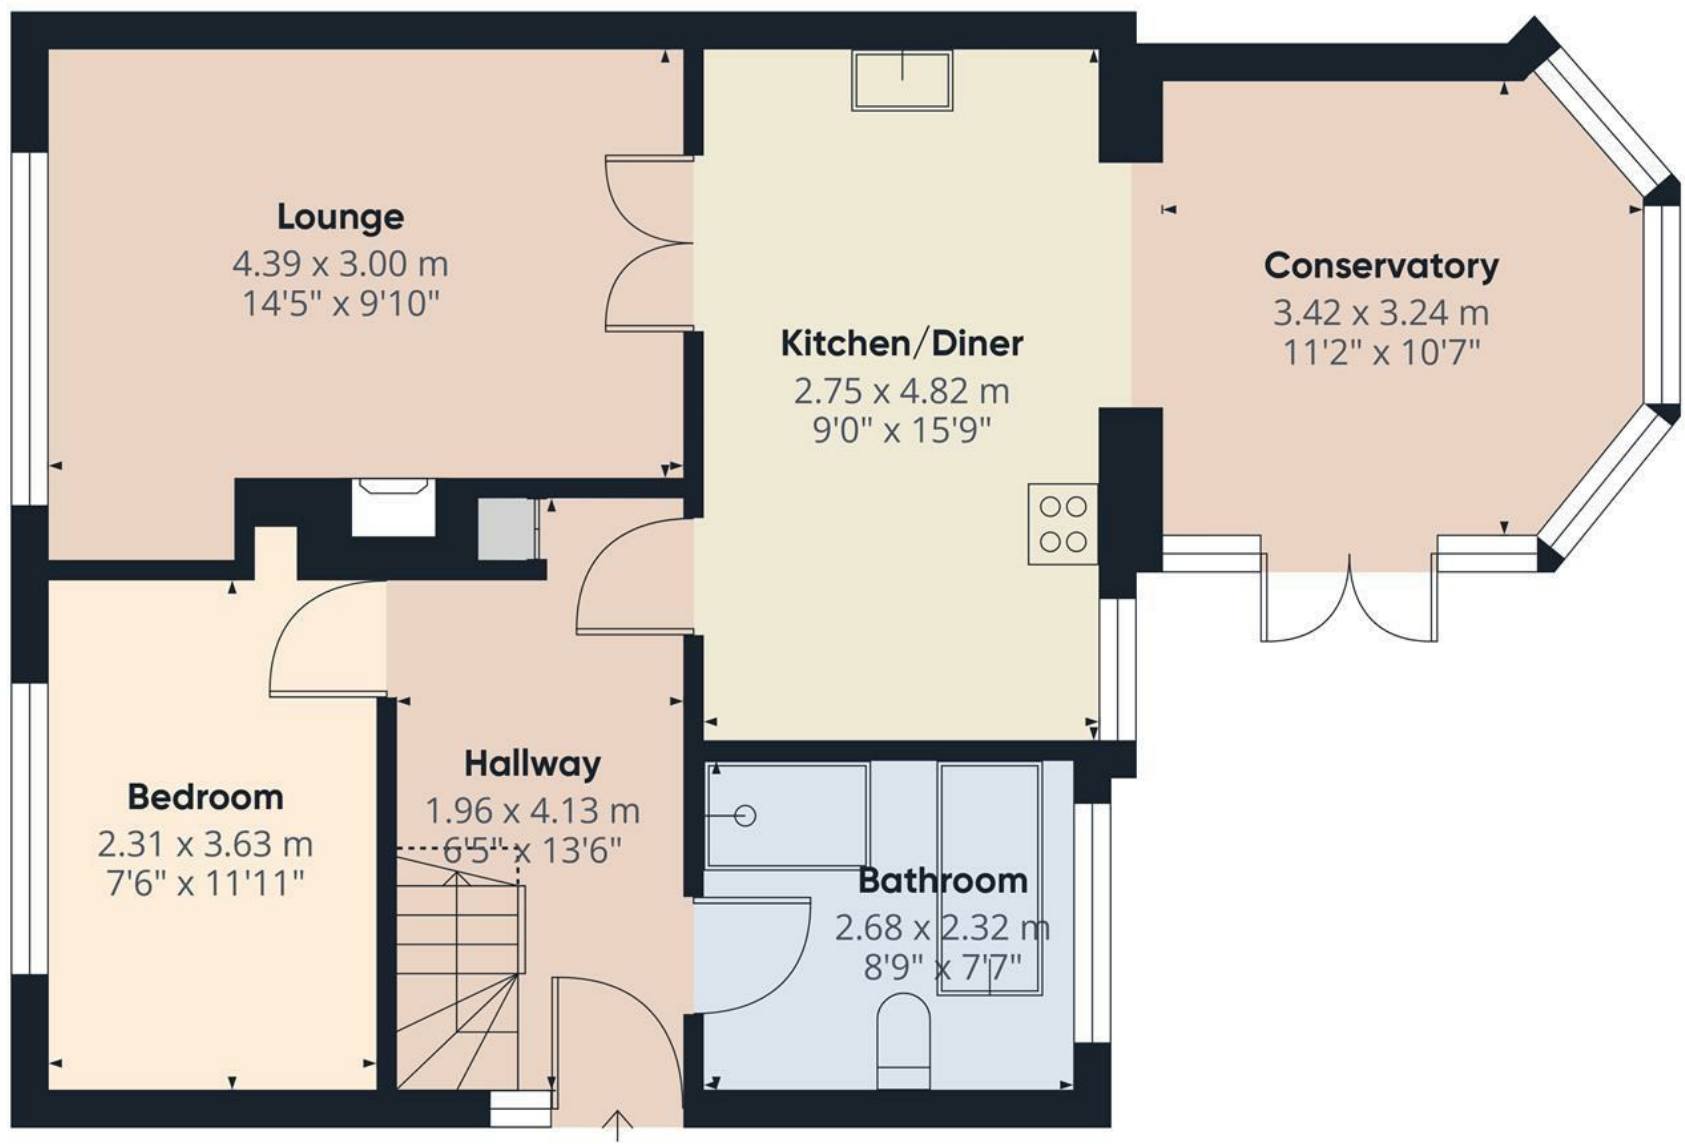 Lounge
4.39 x 3.00 m
14'5" x 9'10"
Kitchen/Diner
2.75 x 4.82 m
9'0" x 15'9"
Conservatory
3.42 x 3.24 m
11'2" x 10'7"
Bedroom
2.31 x 3.63 m
7'6" x 11'11"
Hallway
1.96 x 4.13 m
6'5" x 13'6"
Bathroom
2.68 x 2.32 m
8'9" x 7'7"